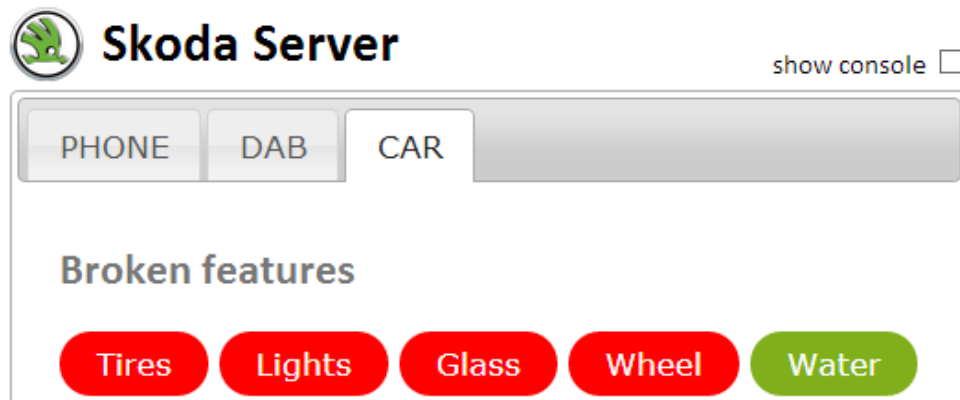 Skoda Server
show console
PHONE DAB CAR
Broken features
Tires Lights Glass Wheel Water